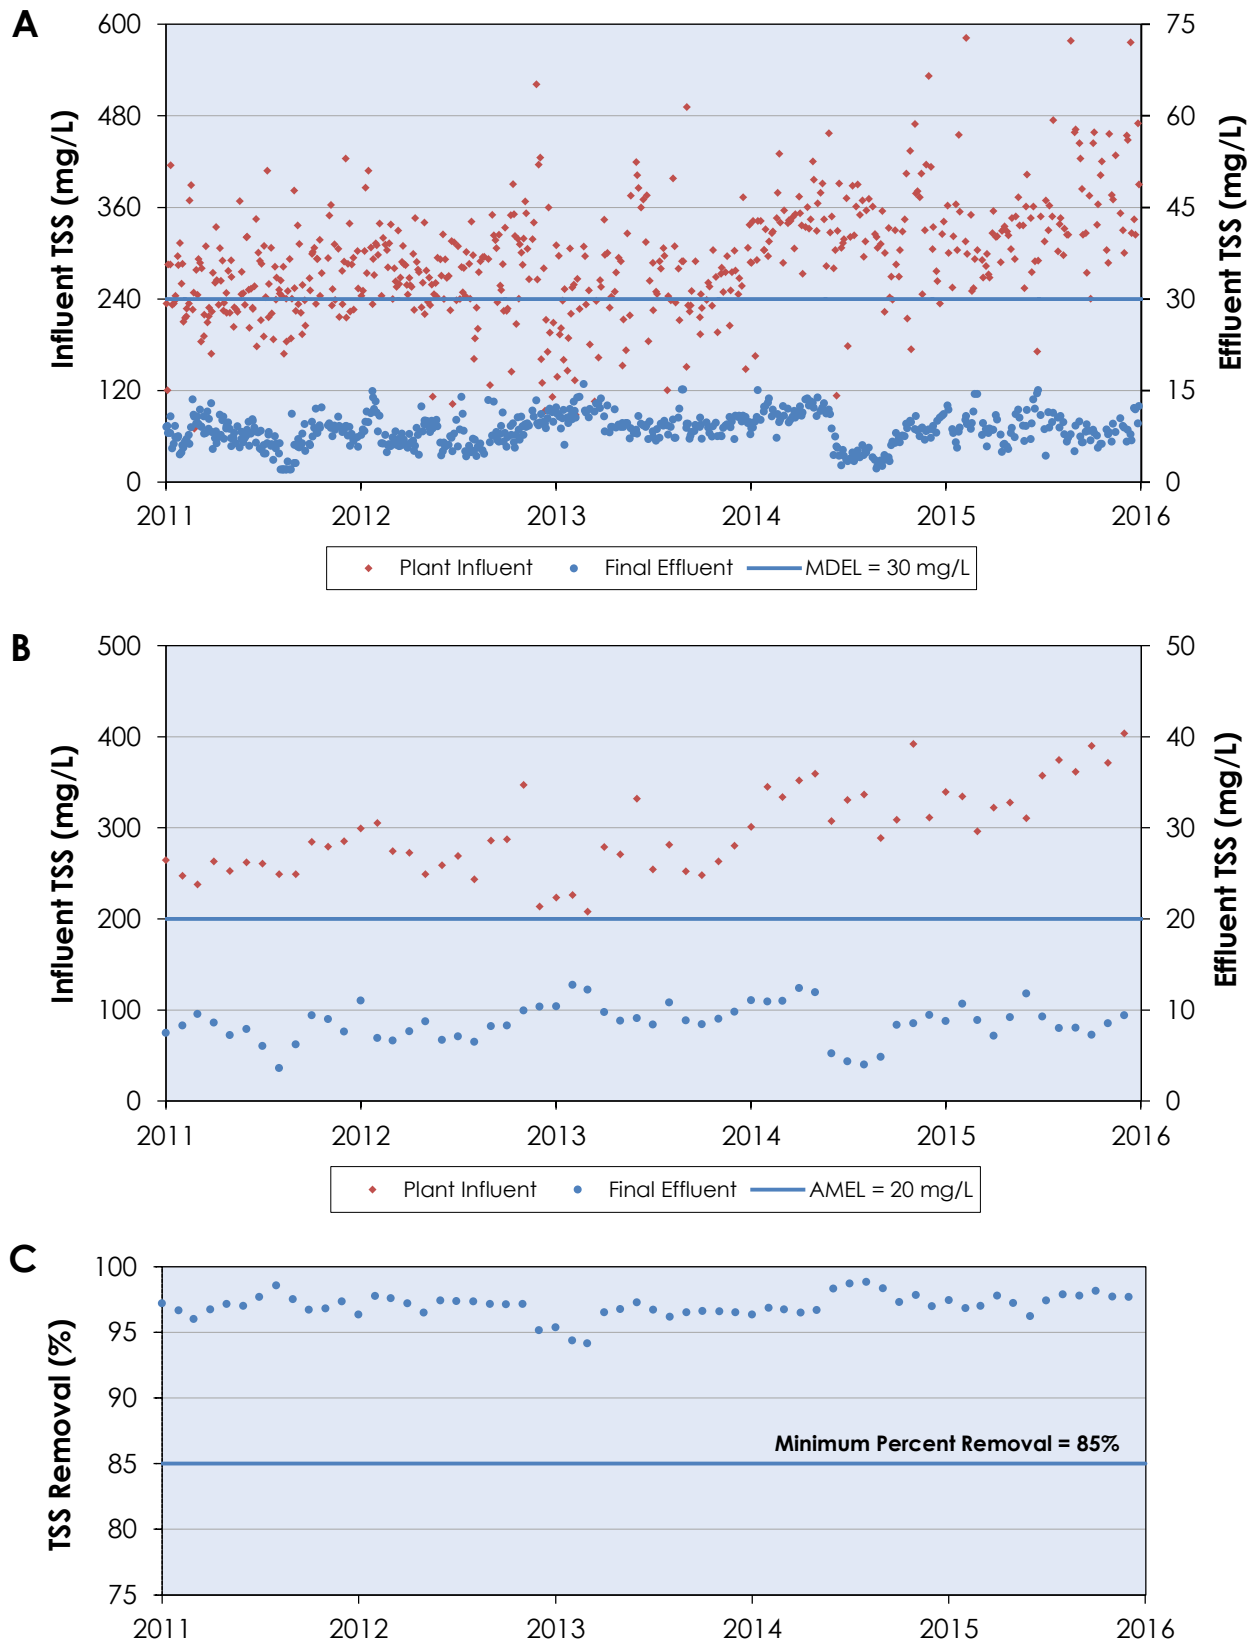 A
Influent TSS (mg/L)
600
480
360
240
120
0
75
60
45
30
15
0
Effluent TSS (mg/L)
2011 2012 2013 2014 2015 2016
Plant Influent Final Effluent MDEL = 30 mg/L
B
Influent TSS (mg/L)
500
400
300
200
100
0
50
40
30
20
10
0
Effluent TSS (mg/L)
2011 2012 2013 2014 2015 2016
Plant Influent Final Effluent AMEL = 20 mg/L
C
TSS Removal (%)
100
95
90
85
80
75
Minimum Percent Removal = 85%
2011 2012 2013 2014 2015 2016